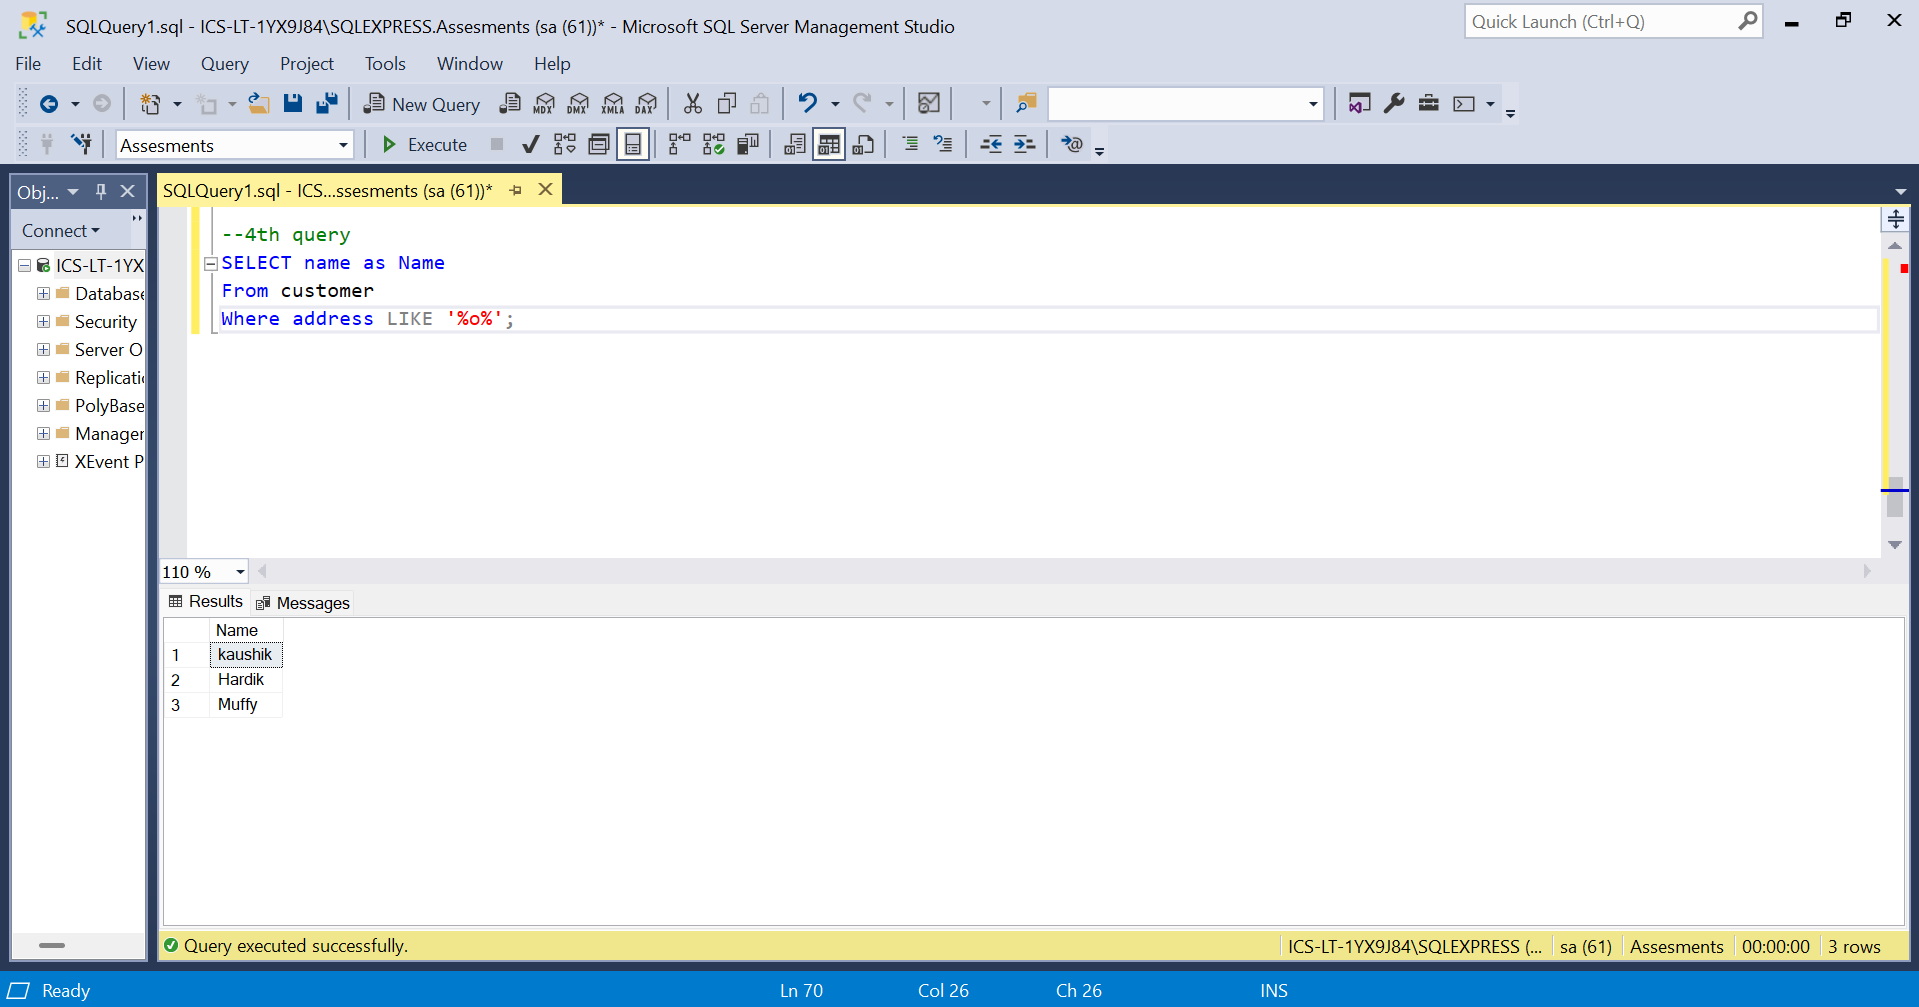 SQLQuery1.sql - ICS-LT-1YX9J84\SQLEXPRESS.Assesments (sa (61))* - Microsoft SQL Server Management Studio
Quick Launch (Ctrl+Q)
File Edit View Query Project Tools Window Help
New Query MDX DMX XMLA DAX
Assesments Execute
Obj...
SQLQuery1.sql - ICS...ssesments (sa (61))*
Connect
ICS-LT-1YX
Database
Security
Server O
Replicati
PolyBase
Manager
XEvent P
--4th query
SELECT name as Name
From customer
Where address LIKE '%o%';
110 %
Results Messages
Name
1 kaushik
2 Hardik
3 Muffy
Query executed successfully.
ICS-LT-1YX9J84\SQLEXPRESS (... sa (61) Assesments 00:00:00 3 rows
Ready Ln 70 Col 26 Ch 26 INS